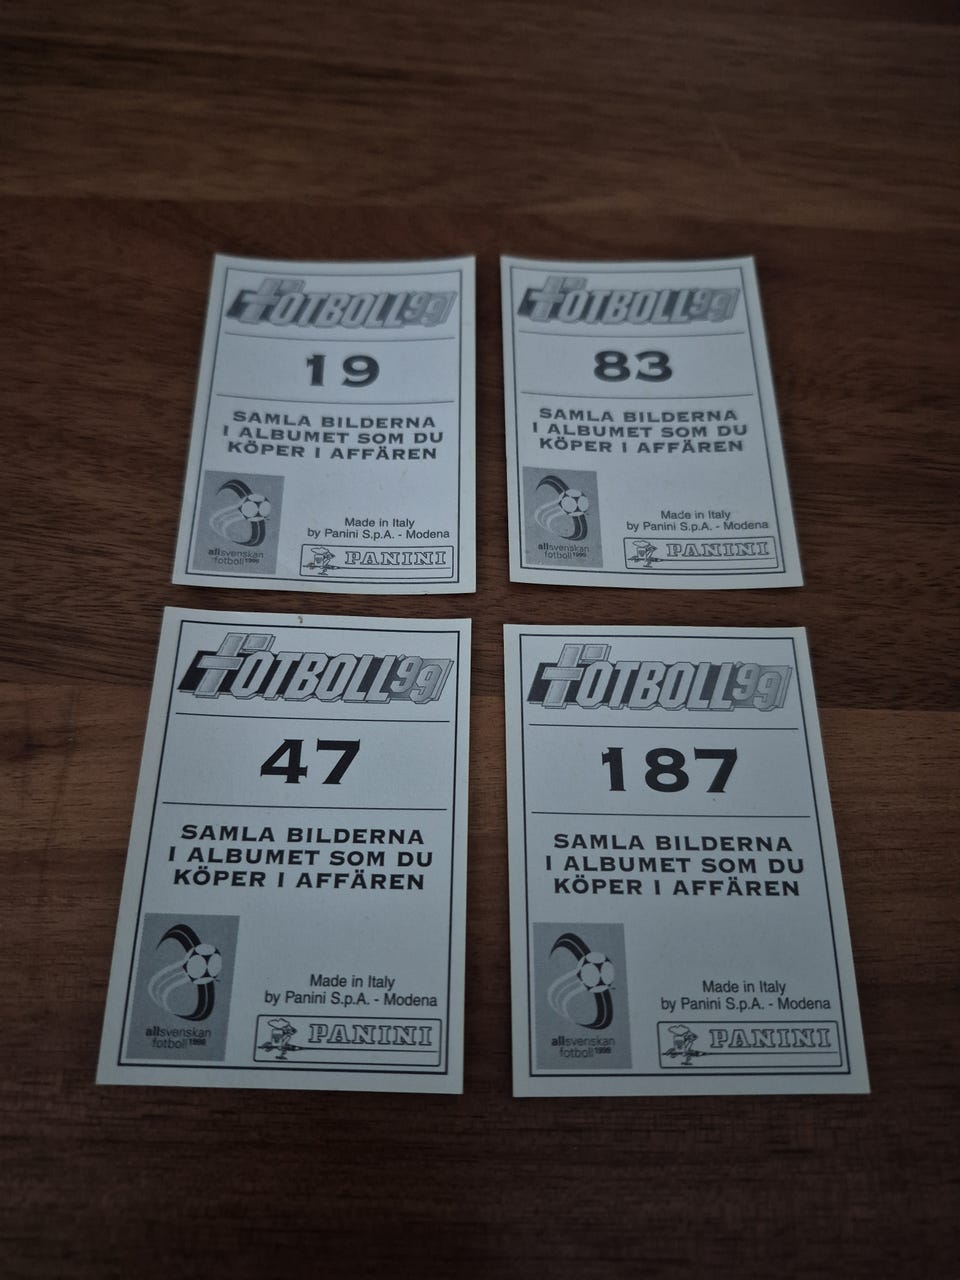 FOTBOLL'99
19
SAMLA BILDERNA
I ALBUMET SOM DU
KÖPER I AFFÄREN
Made in Italy
by Panini S.p.A. - Modena
allsvenskan
fotboll 1999
PANINI
FOTBOLL'99
83
SAMLA BILDERNA
I ALBUMET SOM DU
KÖPER I AFFÄREN
Made in Italy
by Panini S.p.A. - Modena
allsvenskan
fotboll 1999
PANINI
FOTBOLL'99
47
SAMLA BILDERNA
I ALBUMET SOM DU
KÖPER I AFFÄREN
Made in Italy
by Panini S.p.A. - Modena
allsvenskan
fotboll 1999
PANINI
FOTBOLL'99
187
SAMLA BILDERNA
I ALBUMET SOM DU
KÖPER I AFFÄREN
Made in Italy
by Panini S.p.A. - Modena
allsvenskan
fotboll 1999
PANINI